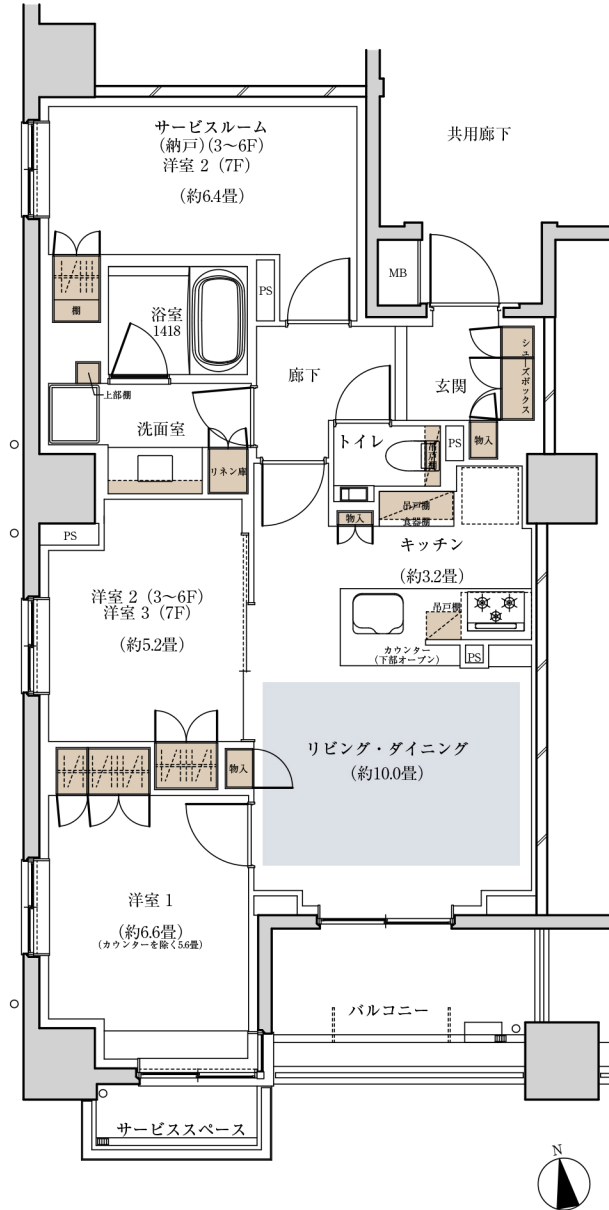 サービスルーム
(納戸)(3〜6F)
洋室 2（7F）
(約6.4畳)
共用廊下
MB
PS
棚
浴室
1418
廊下
玄関
シューズボックス
上部棚
洗面室
トイレ
吊戸棚
PS
物入
リネン庫
吊戸棚
食器棚
物入
キッチン
(約3.2畳)
PS
洋室 2（3〜6F）
洋室 3（7F）
(約5.2畳)
吊戸棚
カウンター
(下部オープン)
PS
リビング・ダイニング
(約10.0畳)
物入
洋室 1
(約6.6畳)
(カウンターを除く5.6畳)
バルコニー
サービススペース
N